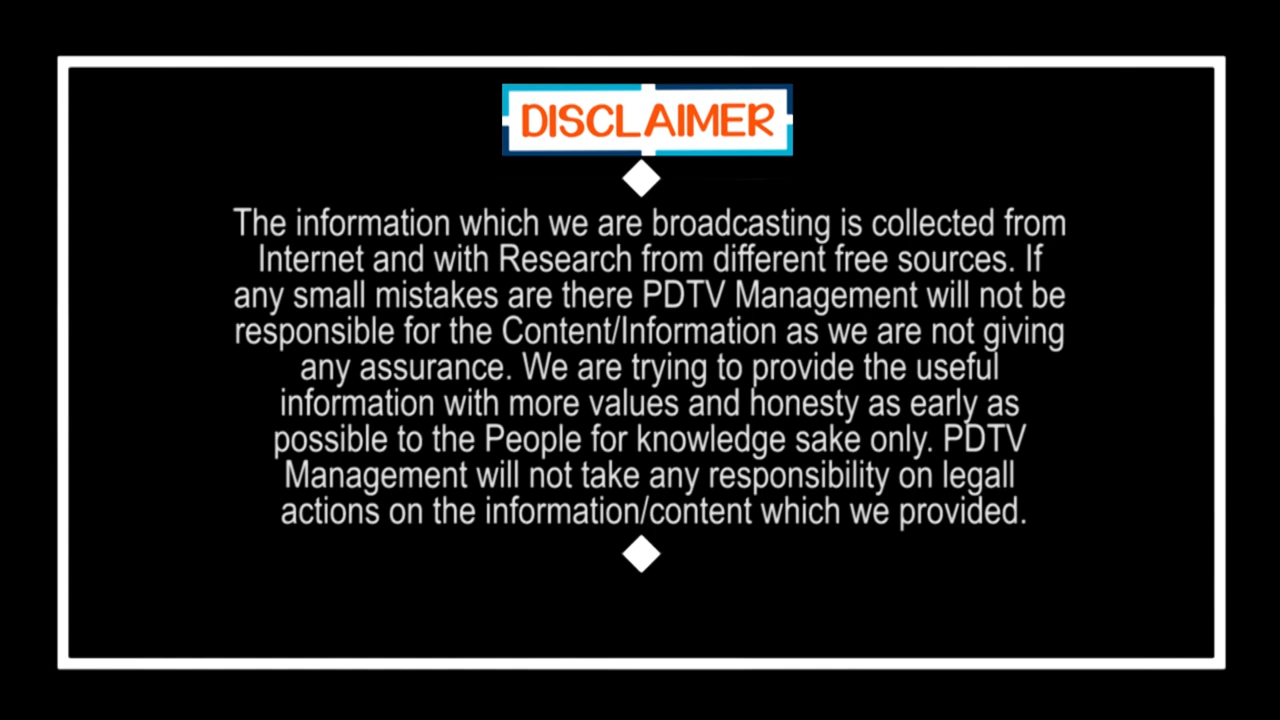 DISCLAIMER
The information which we are broadcasting is collected from
Internet and with Research from different free sources. If
any small mistakes are there PDTV Management will not be
responsible for the Content/Information as we are not giving
any assurance. We are trying to provide the useful
information with more values and honesty as early as
possible to the People for knowledge sake only. PDTV
Management will not take any responsibility on legall
actions on the information/content which we provided.